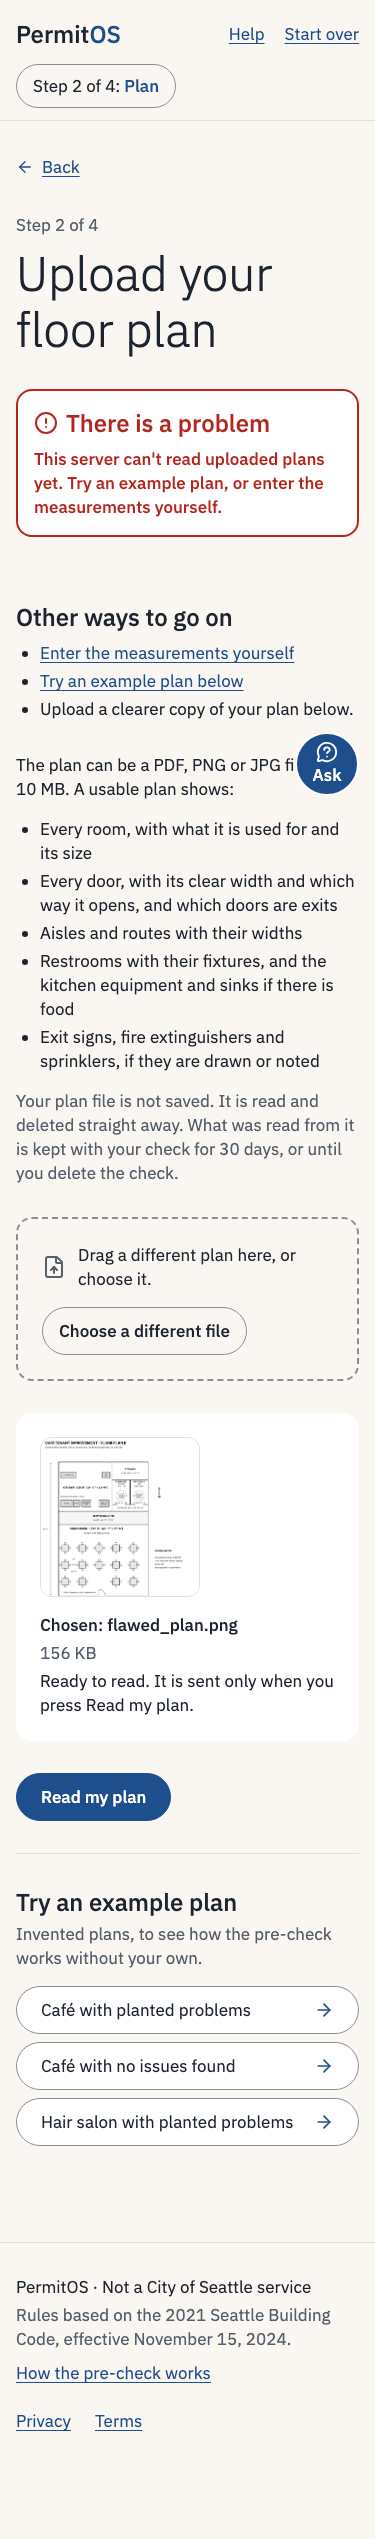 PermitOS
Help
Start over
Step 2 of 4: Plan
Back
Step 2 of 4
Upload your
floor plan
There is a problem
This server can't read uploaded plans
yet. Try an example plan, or enter the
measurements yourself.
Other ways to go on
Enter the measurements yourself
Try an example plan below
Upload a clearer copy of your plan below.
The plan can be a PDF, PNG or JPG
Ask
10 MB. A usable plan shows:
Every room, with what it is used for and
its size
Every door, with its clear width and which
way it opens, and which doors are exits
Aisles and routes with their widths
Restrooms with their fixtures, and the
kitchen equipment and sinks if there is
food
Exit signs, fire extinguishers and
sprinklers, if they are drawn or noted
Your plan file is not saved. It is read and
deleted straight away. What was read from it
is kept with your check for 30 days, or until
you delete the check.
Drag a different plan here, or
choose it.
Choose a different file
Chosen: flawed_plan.png
156 KB
Ready to read. It is sent only when you
press Read my plan.
Read my plan
Try an example plan
Invented plans, to see how the pre-check
works without your own.
Café with planted problems
Café with no issues found
Hair salon with planted problems
PermitOS · Not a City of Seattle service
Rules based on the 2021 Seattle Building
Code, effective November 15, 2024.
How the pre-check works
Privacy
Terms